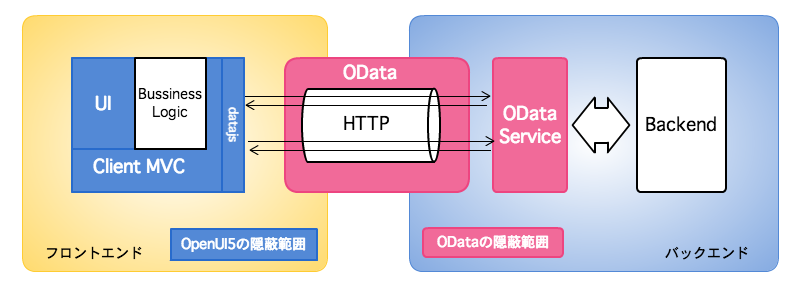 UI
Bussiness
Logic
datajs
Client MVC
OData
HTTP
OData
Service
Backend
フロントエンド
OpenUI5の隠蔽範囲
ODataの隠蔽範囲
バックエンド